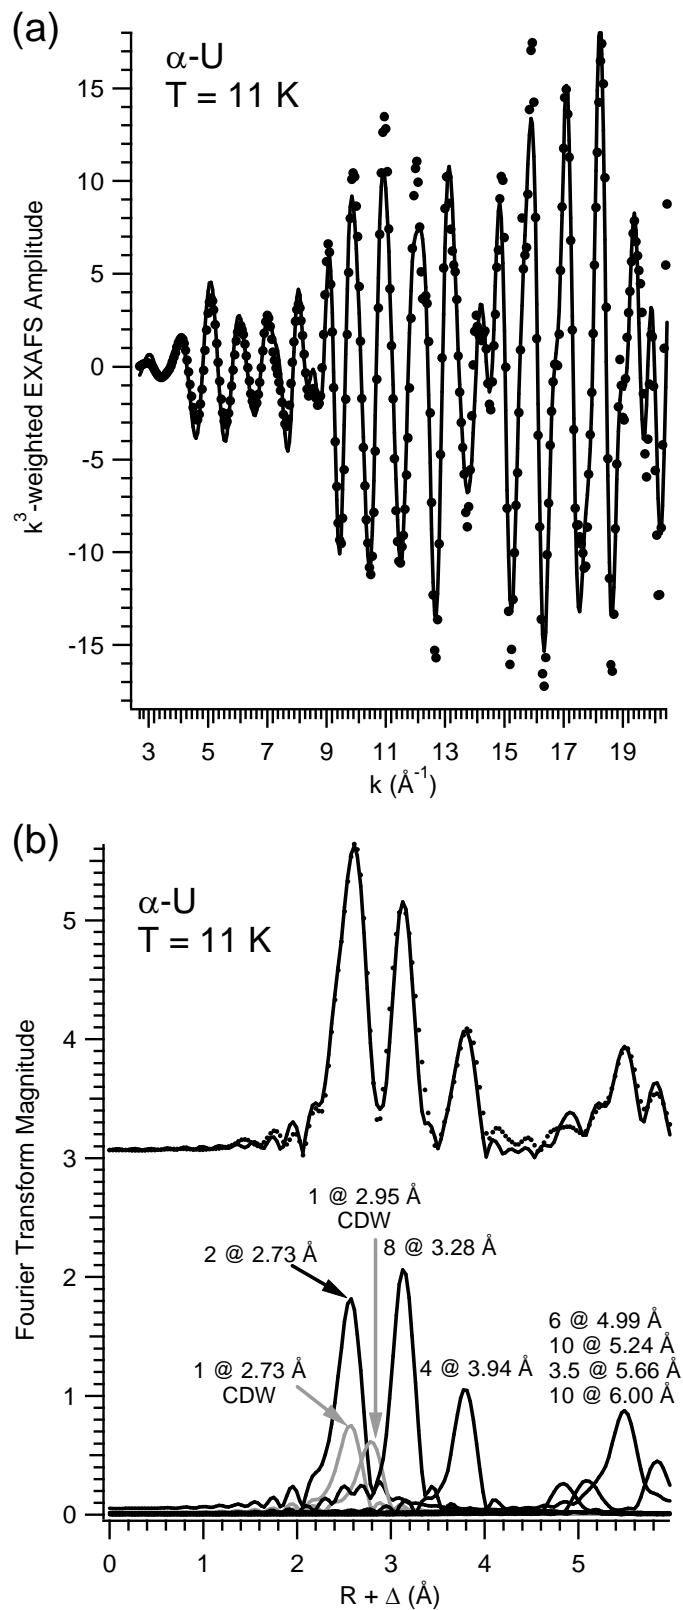 (a)
α-U
T = 11 K
15
10
5
0
-5
-10
-15
k³-weighted EXAFS Amplitude
3 5 7 9 11 13 15 17 19
k (Å⁻¹)
(b)
α-U
T = 11 K
5
4
3
2
1
0
Fourier Transform Magnitude
1 @ 2.95 Å
CDW
8 @ 3.28 Å
2 @ 2.73 Å
6 @ 4.99 Å
10 @ 5.24 Å
3.5 @ 5.66 Å
10 @ 6.00 Å
1 @ 2.73 Å
CDW
4 @ 3.94 Å
0 1 2 3 4 5
R + Δ (Å)